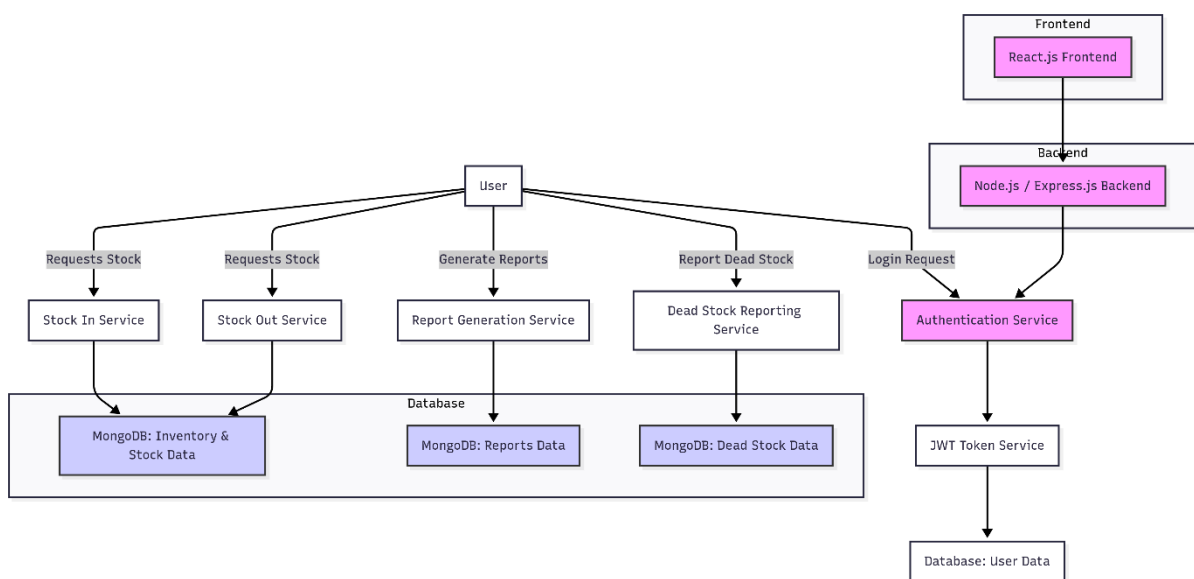 Frontend
React.js Frontend
Backend
Node.js / Express.js Backend
User
Requests Stock
Requests Stock
Generate Reports
Report Dead Stock
Login Request
Stock In Service
Stock Out Service
Report Generation Service
Dead Stock Reporting
Service
Authentication Service
Database
MongoDB: Inventory &
Stock Data
MongoDB: Reports Data
MongoDB: Dead Stock Data
JWT Token Service
Database: User Data